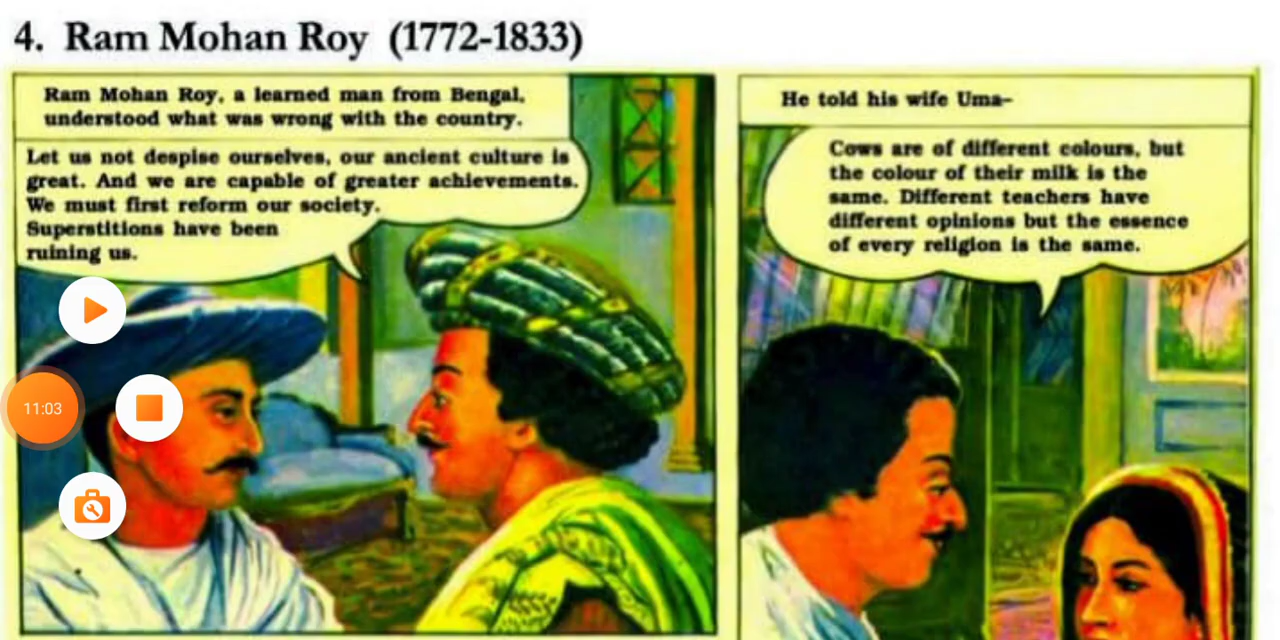 4. Ram Mohan Roy (1772-1833)
Ram Mohan Roy, a learned man from Bengal,
understood what was wrong with the country.
Let us not despise ourselves, our ancient culture is
great. And we are capable of greater achievements.
We must first reform our society.
Superstitions have been
ruining us.
He told his wife Uma–
Cows are of different colours, but
the colour of their milk is the
same. Different teachers have
different opinions but the essence
of every religion is the same.
11:03